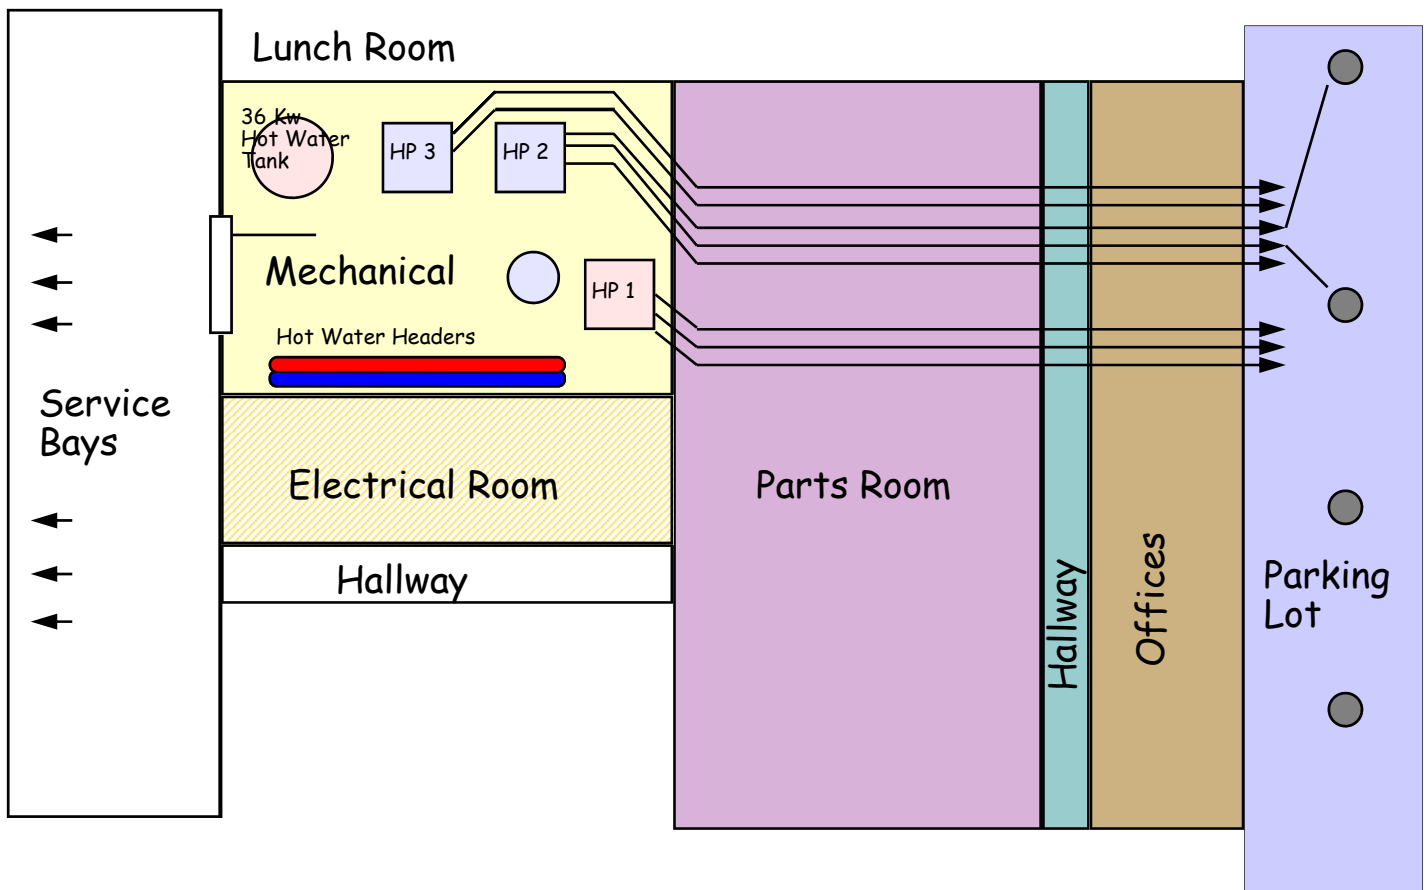 Lunch Room
36 Kw
Hot Water
Tank
HP 3
HP 2
Mechanical
HP 1
Hot Water Headers
Service
Bays
Electrical Room
Parts Room
Hallway
Hallway
Offices
Parking
Lot